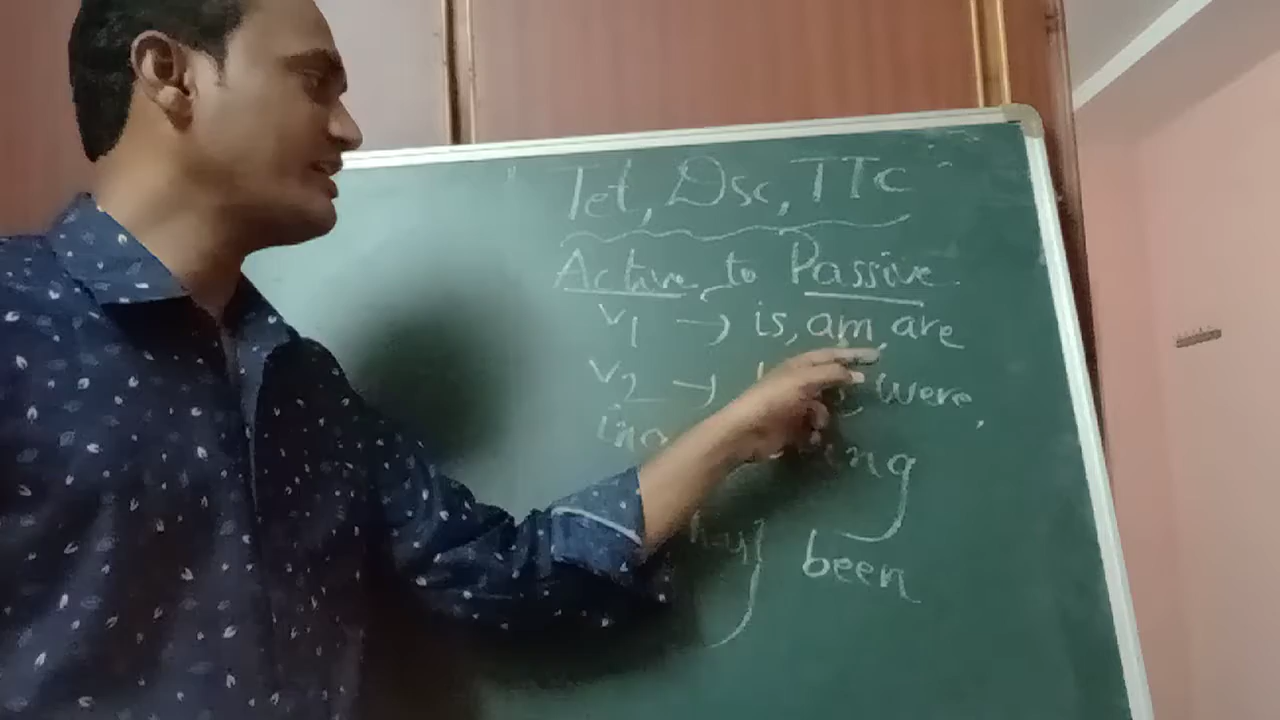 " Tet, Dsc, TTc "
Active to Passive
V1 → is, am, are
V2 → were,
ing
been